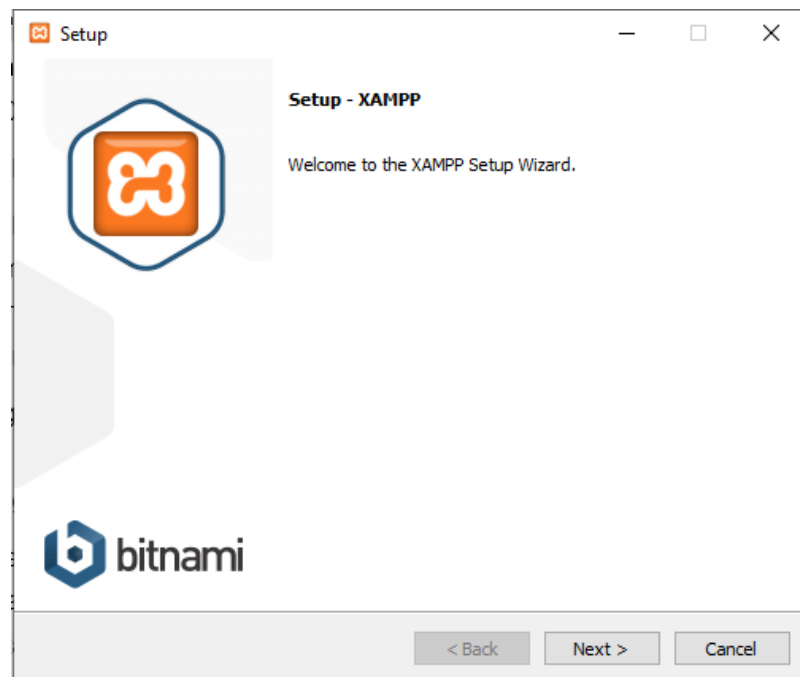 Setup
Setup - XAMPP
Welcome to the XAMPP Setup Wizard.
bitnami
< Back Next > Cancel